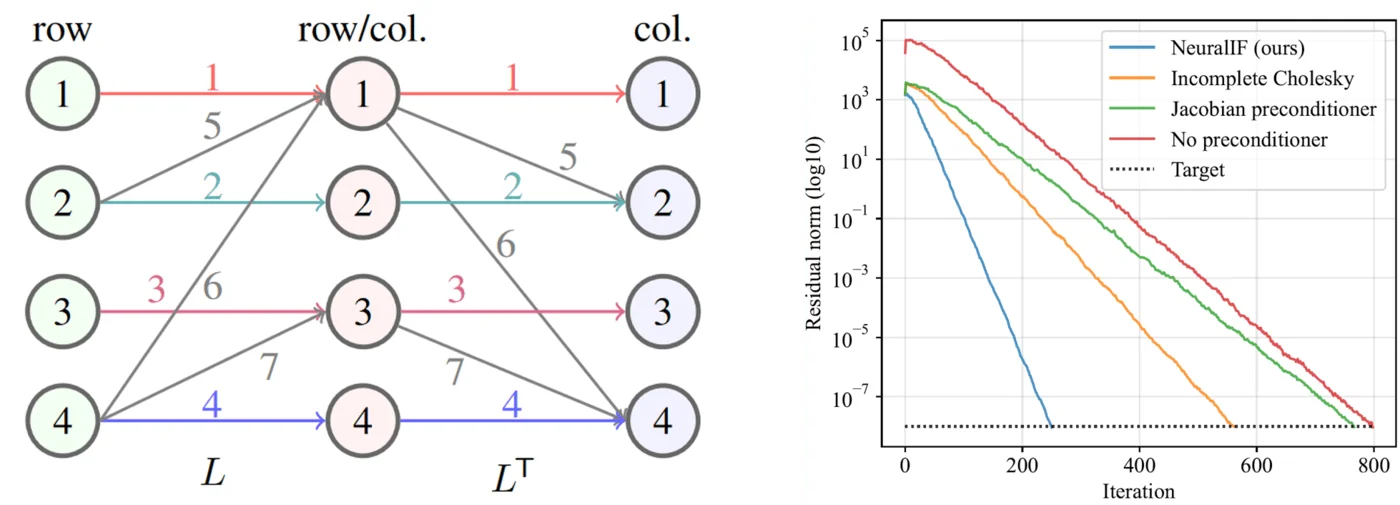 row row/col. col.
1 1 1 1 1
5 5
2 2 2 2 2
6 6
3 3 3 3 3
7 7
4 4 4 4 4
L L⊤
Residual norm (log10)
10⁵
10³
10¹
10⁻¹
10⁻³
10⁻⁵
10⁻⁷
NeuralIF (ours)
Incomplete Cholesky
Jacobian preconditioner
No preconditioner
Target
0 200 400 600 800
Iteration